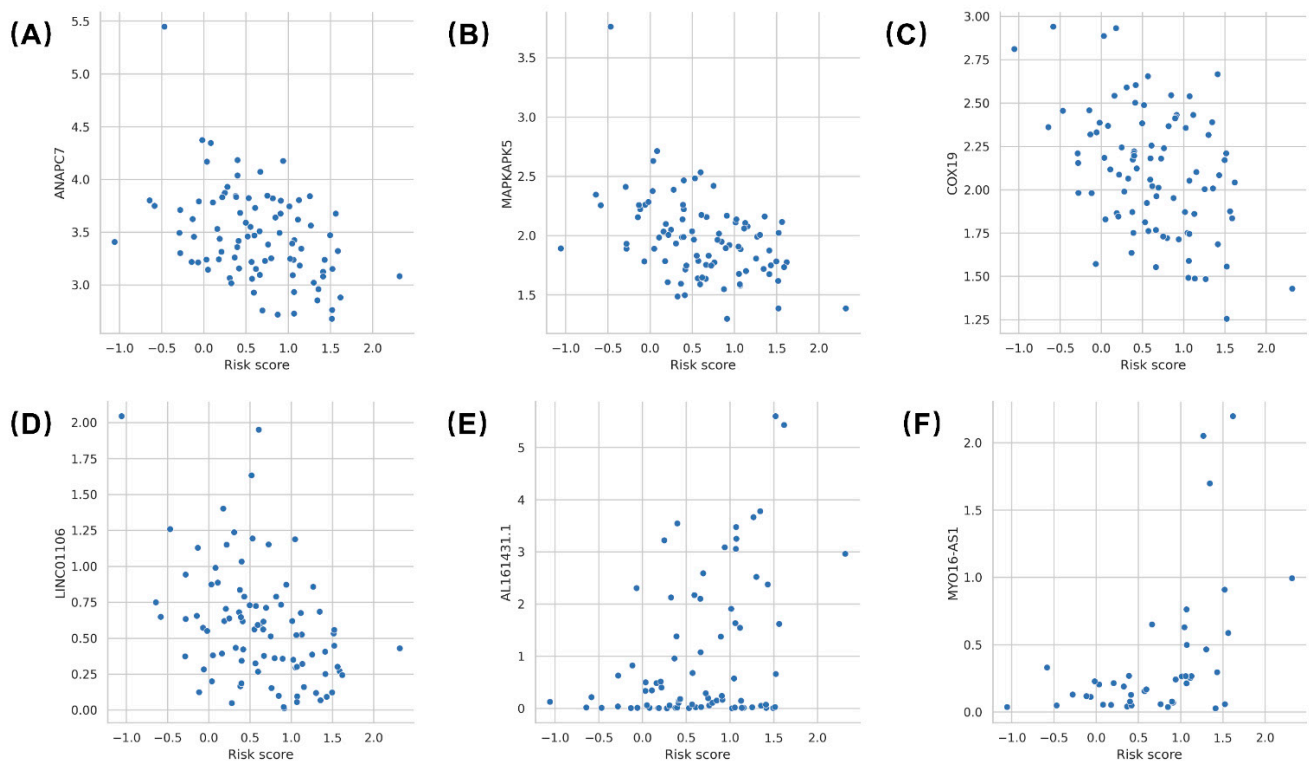 (A)
5.5
5.0
4.5
4.0
3.5
3.0
ANAPC7
−1.0 −0.5 0.0 0.5 1.0 1.5 2.0
Risk score
(B)
3.5
3.0
2.5
2.0
1.5
MAPKAPK5
−1.0 −0.5 0.0 0.5 1.0 1.5 2.0
Risk score
(C)
3.00
2.75
2.50
2.25
2.00
1.75
1.50
1.25
COX19
−1.0 −0.5 0.0 0.5 1.0 1.5 2.0
Risk score
(D)
2.00
1.75
1.50
1.25
1.00
0.75
0.50
0.25
0.00
LINC01106
−1.0 −0.5 0.0 0.5 1.0 1.5 2.0
Risk score
(E)
5
4
3
2
1
0
AL161431.1
−1.0 −0.5 0.0 0.5 1.0 1.5 2.0
Risk score
(F)
2.0
1.5
1.0
0.5
0.0
MYO16-AS1
−1.0 −0.5 0.0 0.5 1.0 1.5 2.0
Risk score